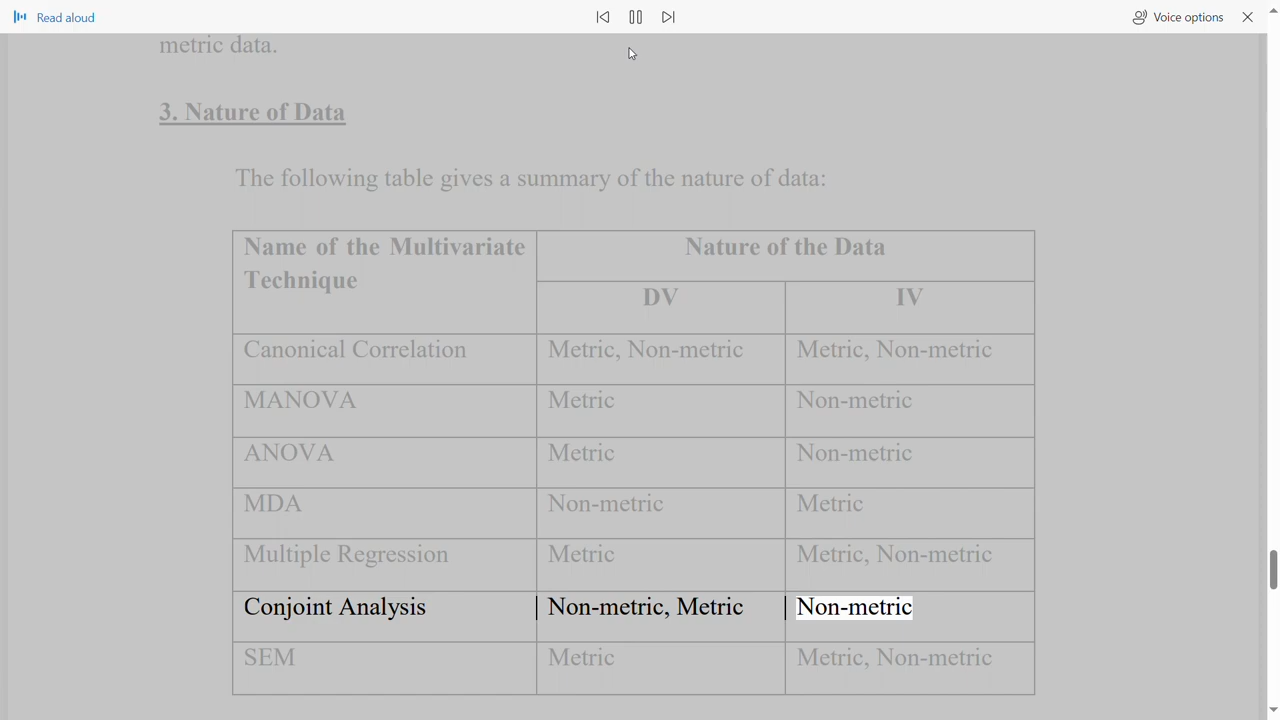 Read aloud
Voice options
metric data.
3. Nature of Data
The following table gives a summary of the nature of data:
Name of the Multivariate Technique
Nature of the Data
DV
IV
Canonical Correlation
Metric, Non-metric
Metric, Non-metric
MANOVA
Metric
Non-metric
ANOVA
Metric
Non-metric
MDA
Non-metric
Metric
Multiple Regression
Metric
Metric, Non-metric
Conjoint Analysis
Non-metric, Metric
Non-metric
SEM
Metric
Metric, Non-metric